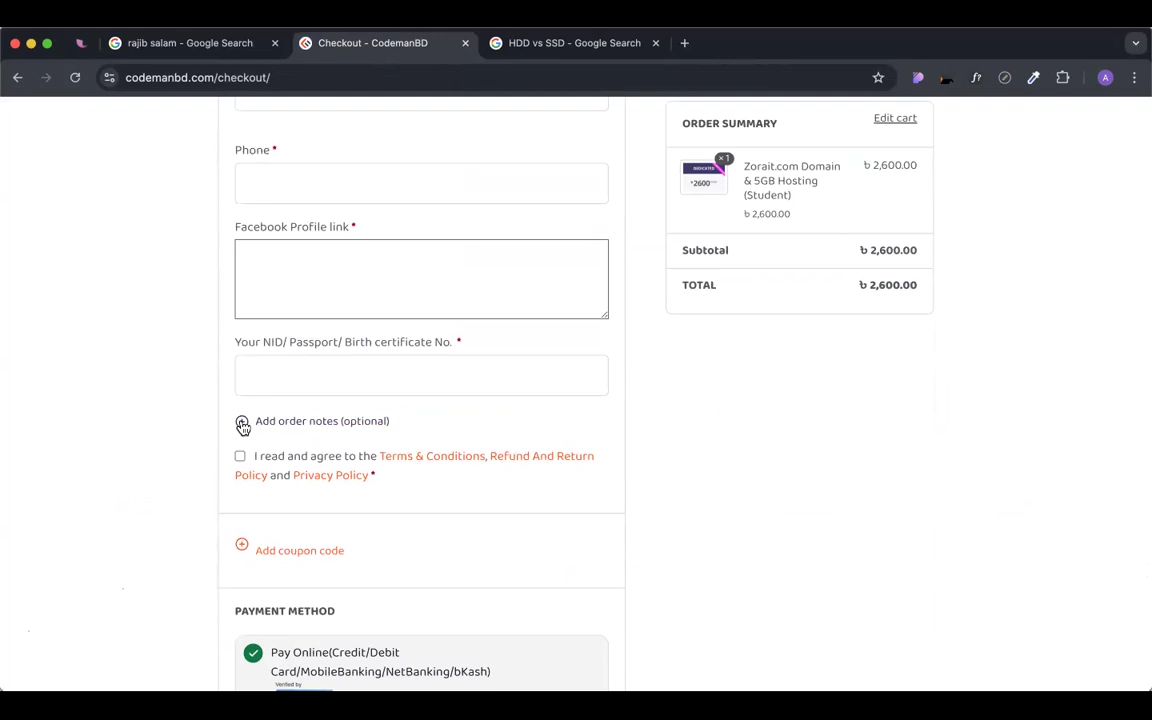 rajib salam - Google Search
Checkout - CodemanBD
HDD vs SSD - Google Search
codemanbd.com/checkout/
A
Phone *
Facebook Profile link *
Your NID/ Passport/ Birth certificate No. *
Add order notes (optional)
I read and agree to the Terms & Conditions, Refund And Return
Policy and Privacy Policy *
Add coupon code
PAYMENT METHOD
Pay Online(Credit/Debit
Card/MobileBanking/NetBanking/bKash)
Verified by
ORDER SUMMARY
Edit cart
× 1
DEDICATED
2600
Zorait.com Domain
& 5GB Hosting
(Student)
৳ 2,600.00
৳ 2,600.00
Subtotal
৳ 2,600.00
TOTAL
৳ 2,600.00